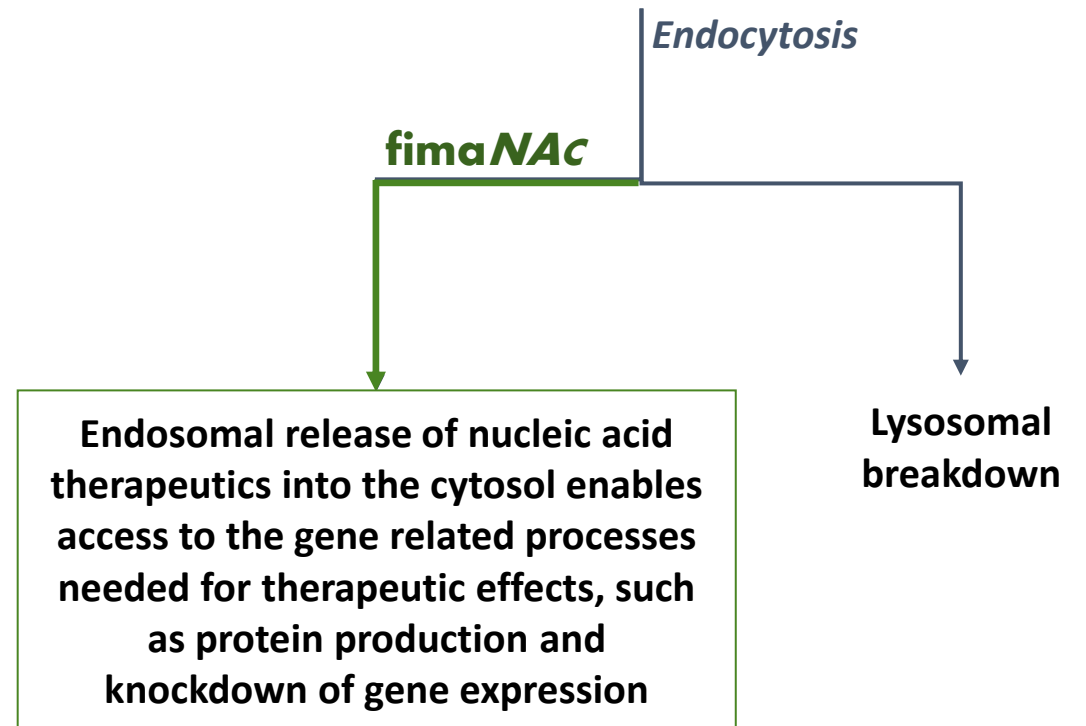 Endocytosis
fimaNAc
Endosomal release of nucleic acid
therapeutics into the cytosol enables
access to the gene related processes
needed for therapeutic effects, such
as protein production and
knockdown of gene expression
Lysosomal
breakdown